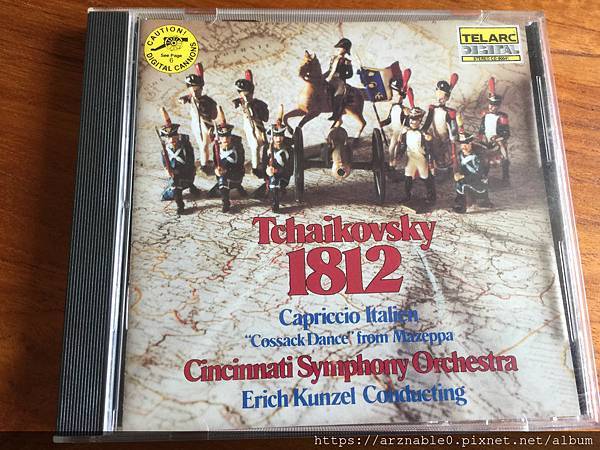 CAUTION!
See Page
6
DIGITAL CANNONS
TELARC
DIGITAL
Tchaikovsky
1812
Capriccio Italien
"Cossack Dance" from Mazeppa
Cincinnati Symphony Orchestra
Erich Kunzel Conducting
https://arznable0.pixnet.net/album